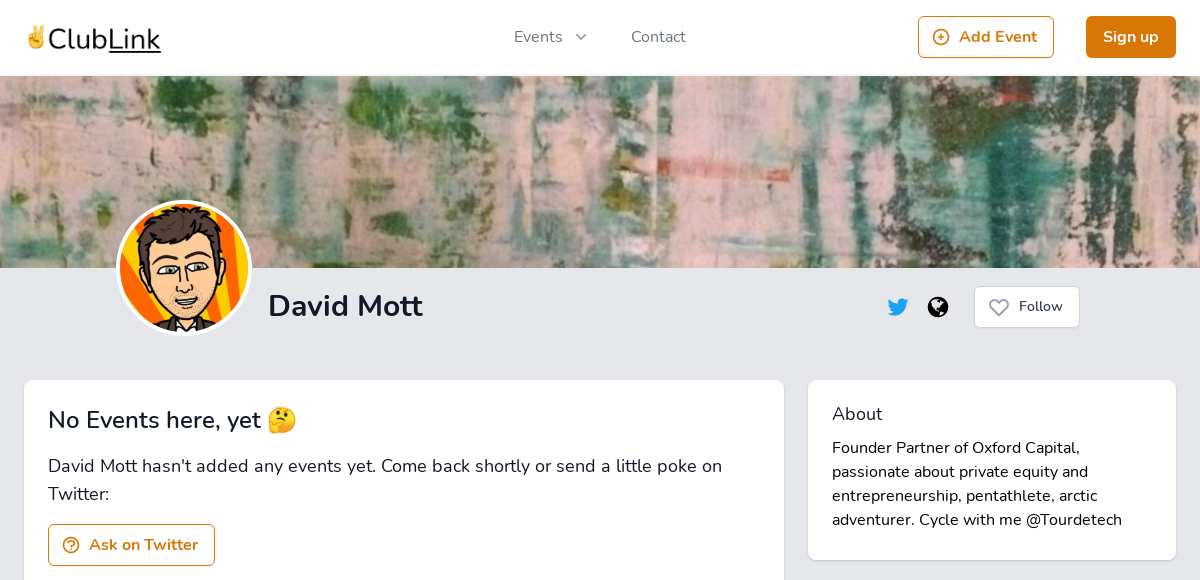 ✌ClubLink
Events
Contact
Add Event
Sign up
David Mott
Follow
No Events here, yet 🤔
David Mott hasn't added any events yet. Come back shortly or send a little poke on
Twitter:
Ask on Twitter
About
Founder Partner of Oxford Capital,
passionate about private equity and
entrepreneurship, pentathlete, arctic
adventurer. Cycle with me @Tourdetech